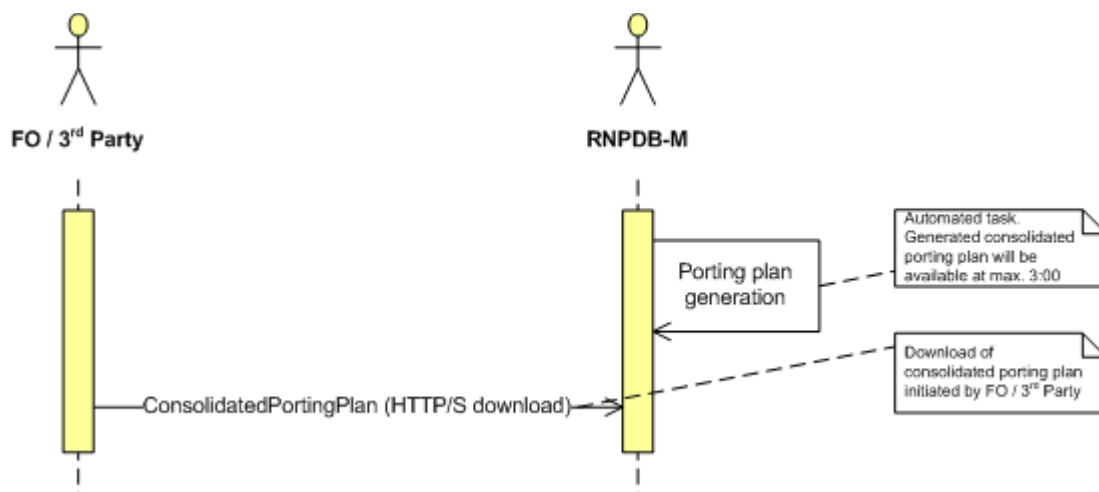 FO / 3rd Party
RNPDB-M
Automated task.
Generated consolidated
porting plan will be
available at max. 3:00
Porting plan
generation
Download of
consolidated porting plan
initiated by FO / 3rd Party
ConsolidatedPortingPlan (HTTP/S download)